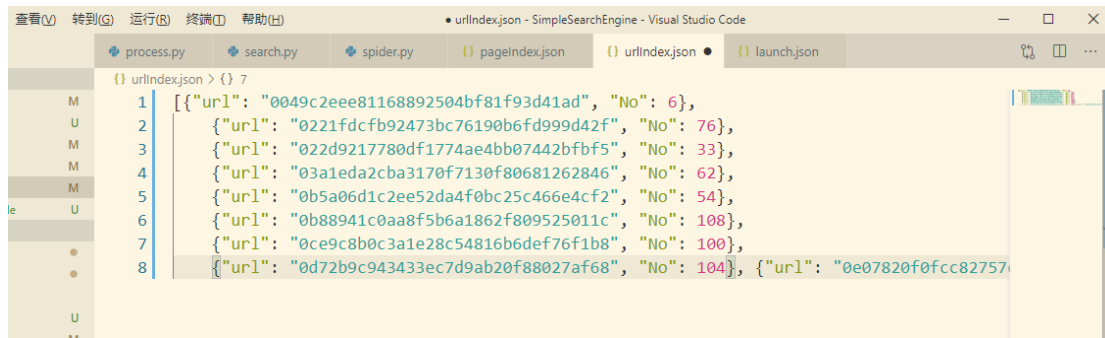 查看(V) 转到(G) 运行(R) 终端(T) 帮助(H) ● urlIndex.json - SimpleSearchEngine - Visual Studio Code
process.py search.py spider.py {} pageIndex.json {} urlIndex.json ● {} launch.json ...
{} urlIndex.json > {} 7
M 1 [{"url": "0049c2eee81168892504bf81f93d41ad", "No": 6},
U 2 {"url": "0221fdcfb92473bc76190b6fd999d42f", "No": 76},
M 3 {"url": "022d9217780df1774ae4bb07442bfbf5", "No": 33},
M 4 {"url": "03a1eda2cba3170f7130f80681262846", "No": 62},
M 5 {"url": "0b5a06d1c2ee52da4f0bc25c466e4cf2", "No": 54},
le U 6 {"url": "0b88941c0aa8f5b6a1862f809525011c", "No": 108},
7 {"url": "0ce9c8b0c3a1e28c54816b6def76f1b8", "No": 100},
8 {"url": "0d72b9c943433ec7d9ab20f88027af68", "No": 104}, {"url": "0e07820f0fcc82757
U
M